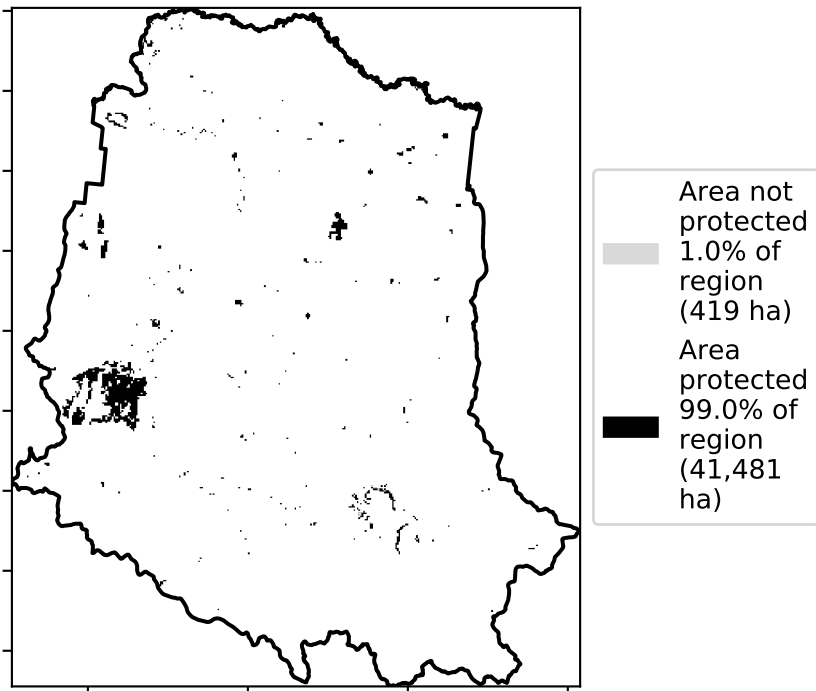 Area not
protected
1.0% of
region
(419 ha)
Area
protected
99.0% of
region
(41,481
ha)